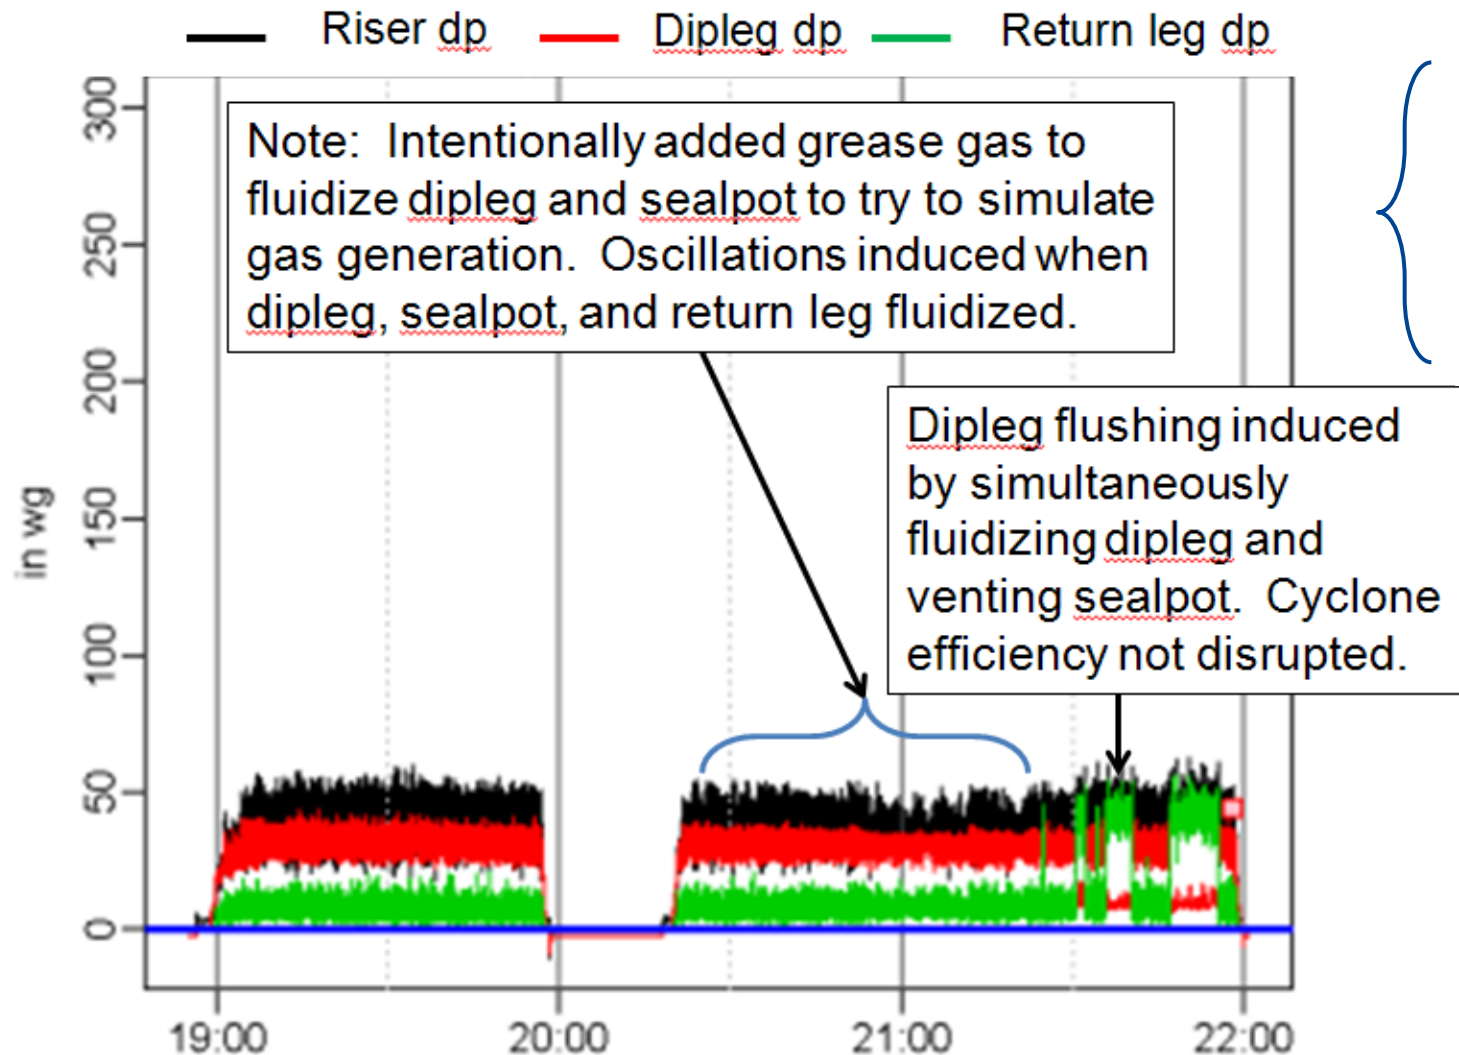 Riser dp Dipleg dp Return leg dp
Note: Intentionally added grease gas to
fluidize dipleg and sealpot to try to simulate
gas generation. Oscillations induced when
dipleg, sealpot, and return leg fluidized.
Dipleg flushing induced
by simultaneously
fluidizing dipleg and
venting sealpot. Cyclone
efficiency not disrupted.
in wg
300
250
200
150
100
50
0
19:00 20:00 21:00 22:00